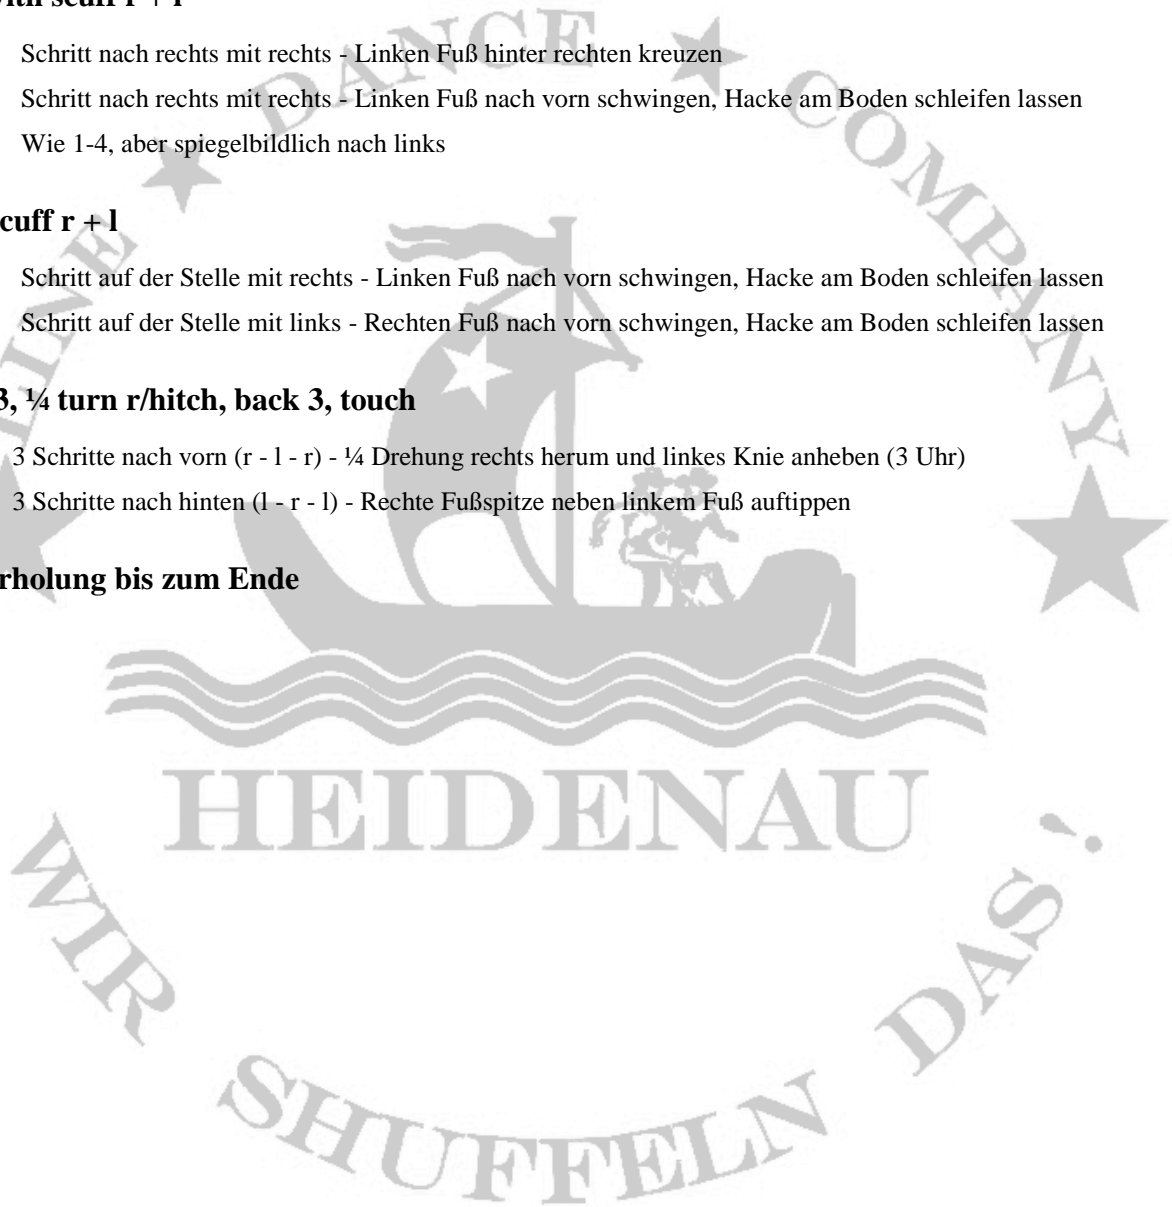 with scuff r + l
Schritt nach rechts mit rechts - Linken Fuß hinter rechten kreuzen
Schritt nach rechts mit rechts - Linken Fuß nach vorn schwingen, Hacke am Boden schleifen lassen
Wie 1-4, aber spiegelbildlich nach links
cuff r + l
Schritt auf der Stelle mit rechts - Linken Fuß nach vorn schwingen, Hacke am Boden schleifen lassen
Schritt auf der Stelle mit links - Rechten Fuß nach vorn schwingen, Hacke am Boden schleifen lassen
3, ¼ turn r/hitch, back 3, touch
3 Schritte nach vorn (r - l - r) - ¼ Drehung rechts herum und linkes Knie anheben (3 Uhr)
3 Schritte nach hinten (l - r - l) - Rechte Fußspitze neben linkem Fuß auftippen
rholung bis zum Ende
LINE DANCE COMPANY
HEIDENAU
WIR SHUFFELN DAS !